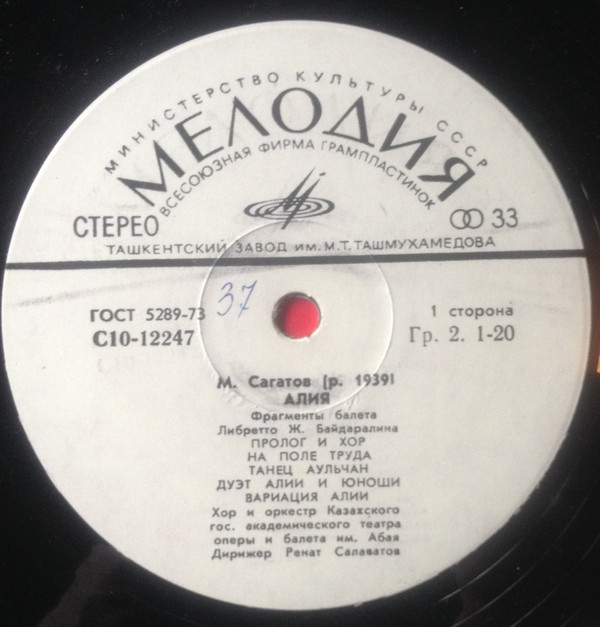 МИНИСТЕРСТВО КУЛЬТУРЫ СССР
МЕЛОДИЯ
ВСЕСОЮЗНАЯ ФИРМА ГРАМПЛАСТИНОК
СТЕРЕО
33
ТАШКЕНТСКИЙ ЗАВОД ИМ. М.Т. ТАШМУХАМЕДОВА
ГОСТ 5289-73
37
1 сторона
С10-12247
Гр. 2. 1-20
М. Сагатов (р. 1939)
АЛИЯ
Фрагменты балета
Либретто Ж. Байдаралина
ПРОЛОГ И ХОР
НА ПОЛЕ ТРУДА
ТАНЕЦ АУЛЬЧАН
ДУЭТ АЛИИ И ЮНОШИ
ВАРИАЦИЯ АЛИИ
Хор и оркестр Казахского
гос. академического театра
оперы и балета им. Абая
Дирижер Ренат Салаватов